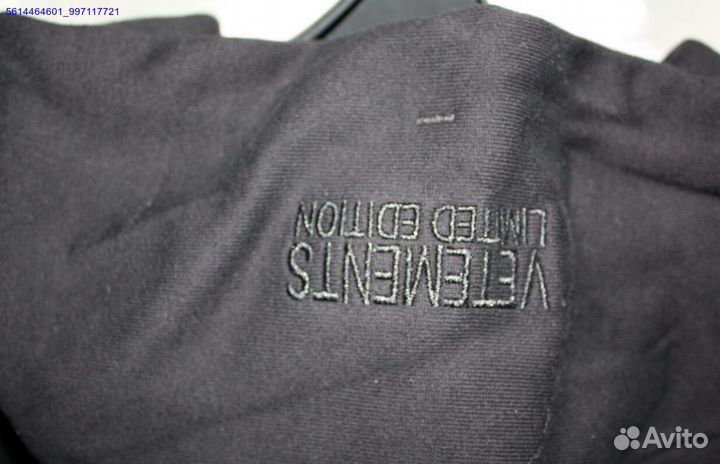 5614464601_997117721
VETEMENTS
LIMITED EDITION
Avito